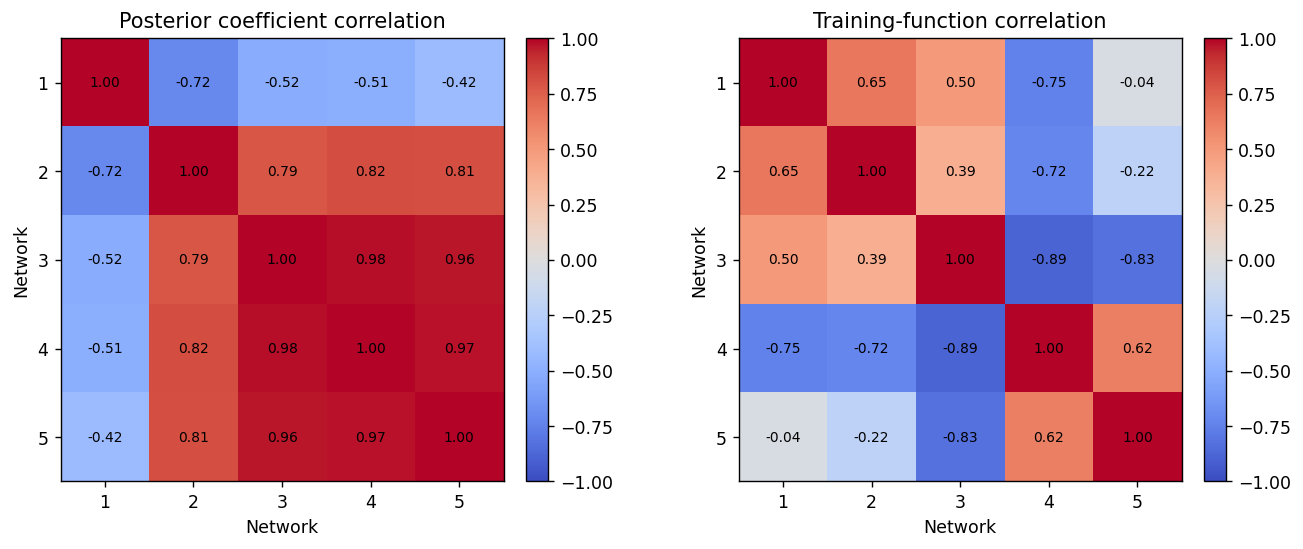 Posterior coefficient correlation
1 1.00 -0.72 -0.52 -0.51 -0.42
2 -0.72 1.00 0.79 0.82 0.81
3 -0.52 0.79 1.00 0.98 0.96
4 -0.51 0.82 0.98 1.00 0.97
5 -0.42 0.81 0.96 0.97 1.00
1 2 3 4 5
Network
Network
1.00
0.75
0.50
0.25
0.00
−0.25
−0.50
−0.75
−1.00
Training-function correlation
1 1.00 0.65 0.50 -0.75 -0.04
2 0.65 1.00 0.39 -0.72 -0.22
3 0.50 0.39 1.00 -0.89 -0.83
4 -0.75 -0.72 -0.89 1.00 0.62
5 -0.04 -0.22 -0.83 0.62 1.00
1 2 3 4 5
Network
Network
1.00
0.75
0.50
0.25
0.00
−0.25
−0.50
−0.75
−1.00